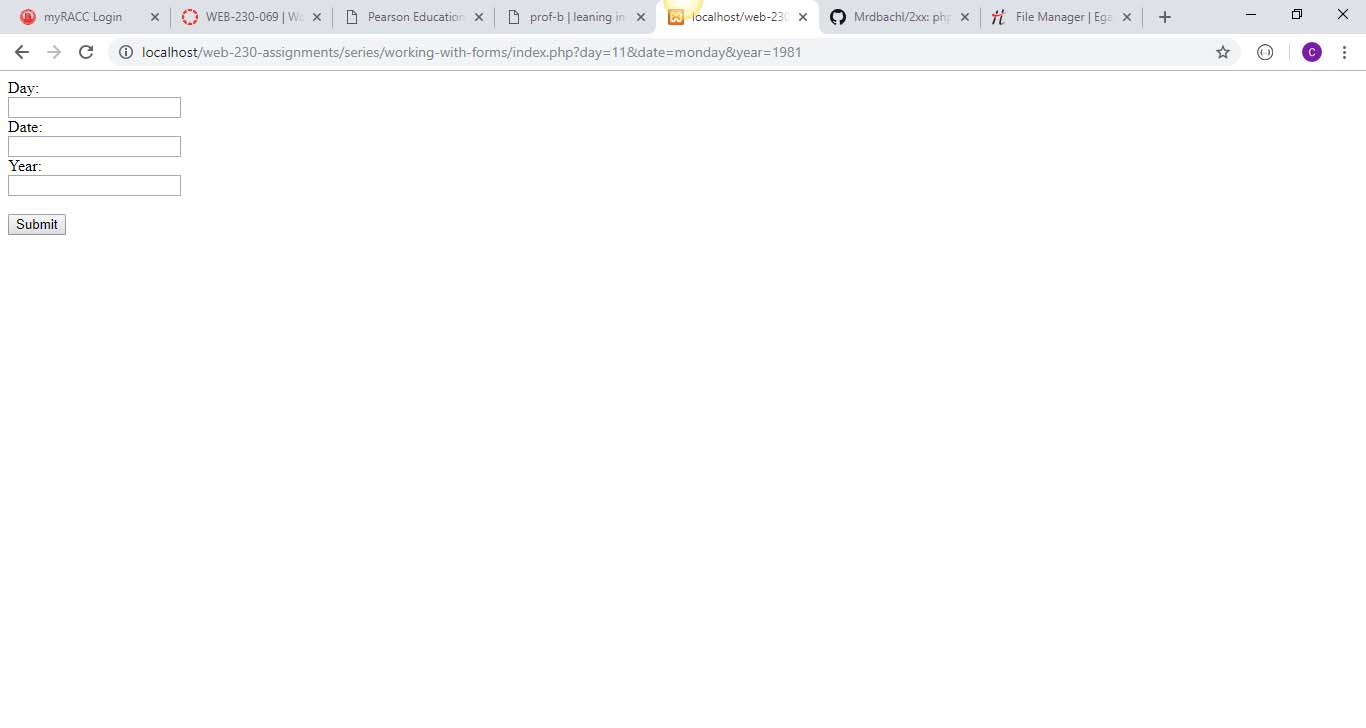 myRACC Login
WEB-230-069 | Wo
Pearson Education
prof-b | leaning in
localhost/web-230
Mrdbachl/2xx: php
File Manager | Ega
localhost/web-230-assignments/series/working-with-forms/index.php?day=11&date=monday&year=1981
C
Day:
Date:
Year:
Submit